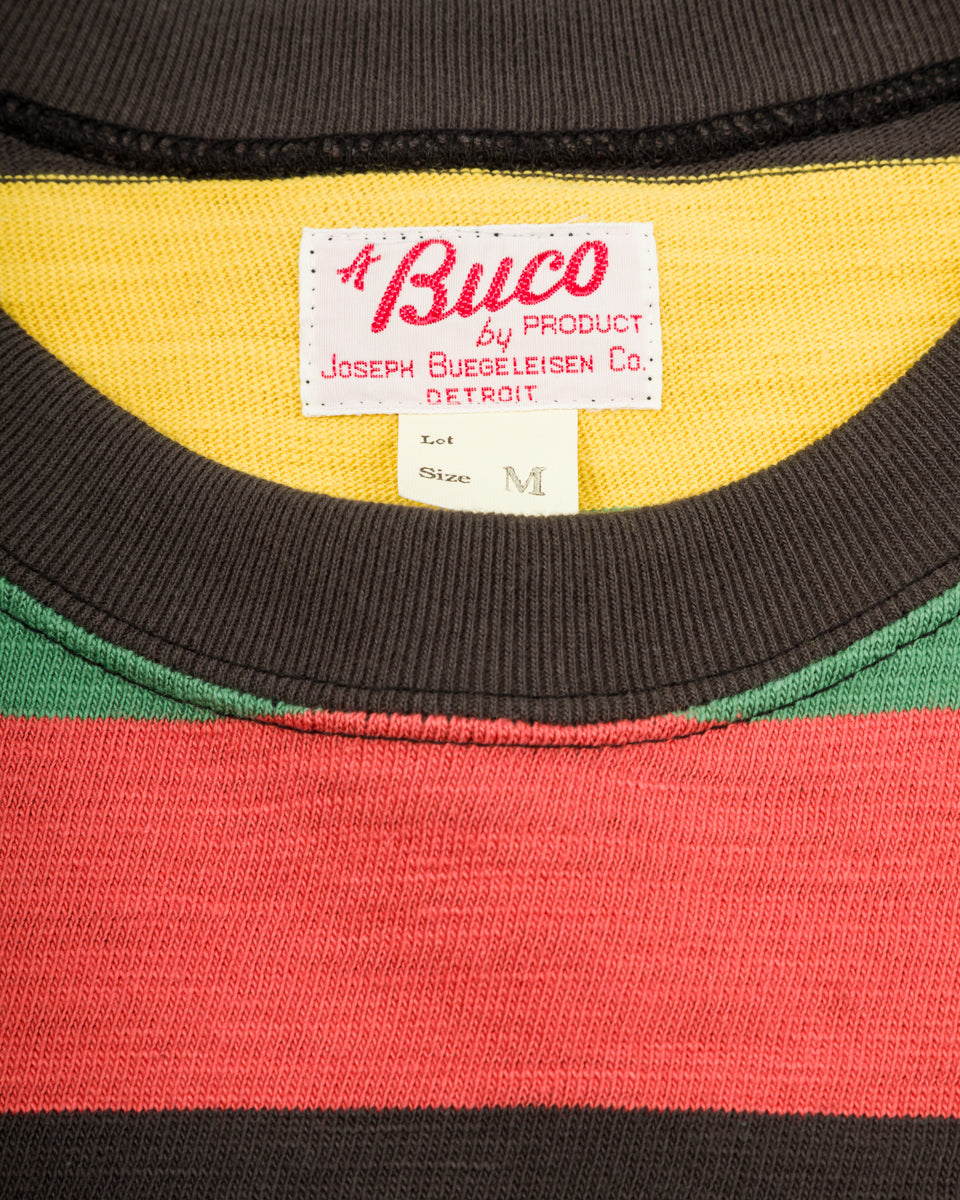 A Buco
by PRODUCT
JOSEPH BUEGELEISEN CO.
DETROIT
Lot
Size M